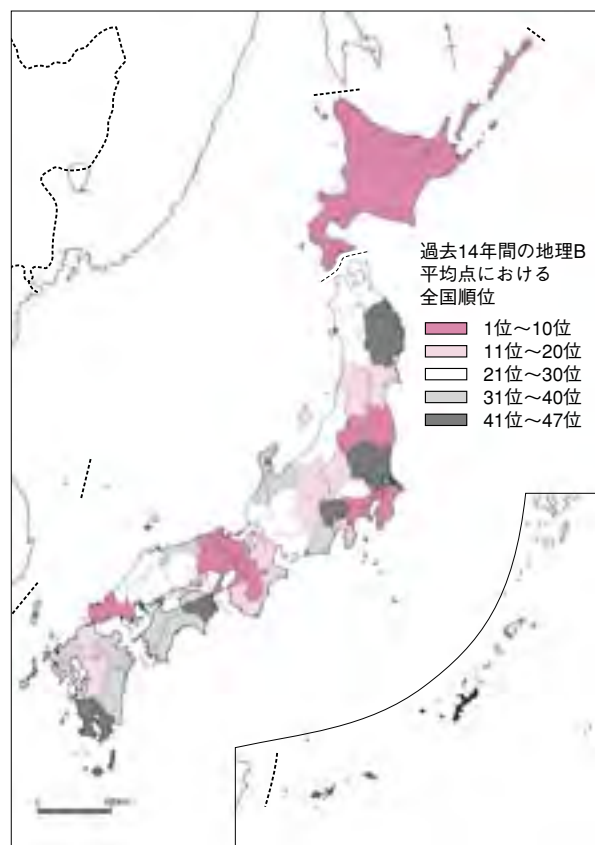 過去14年間の地理B
平均点における
全国順位
1位〜10位
11位〜20位
21位〜30位
31位〜40位
41位〜47位